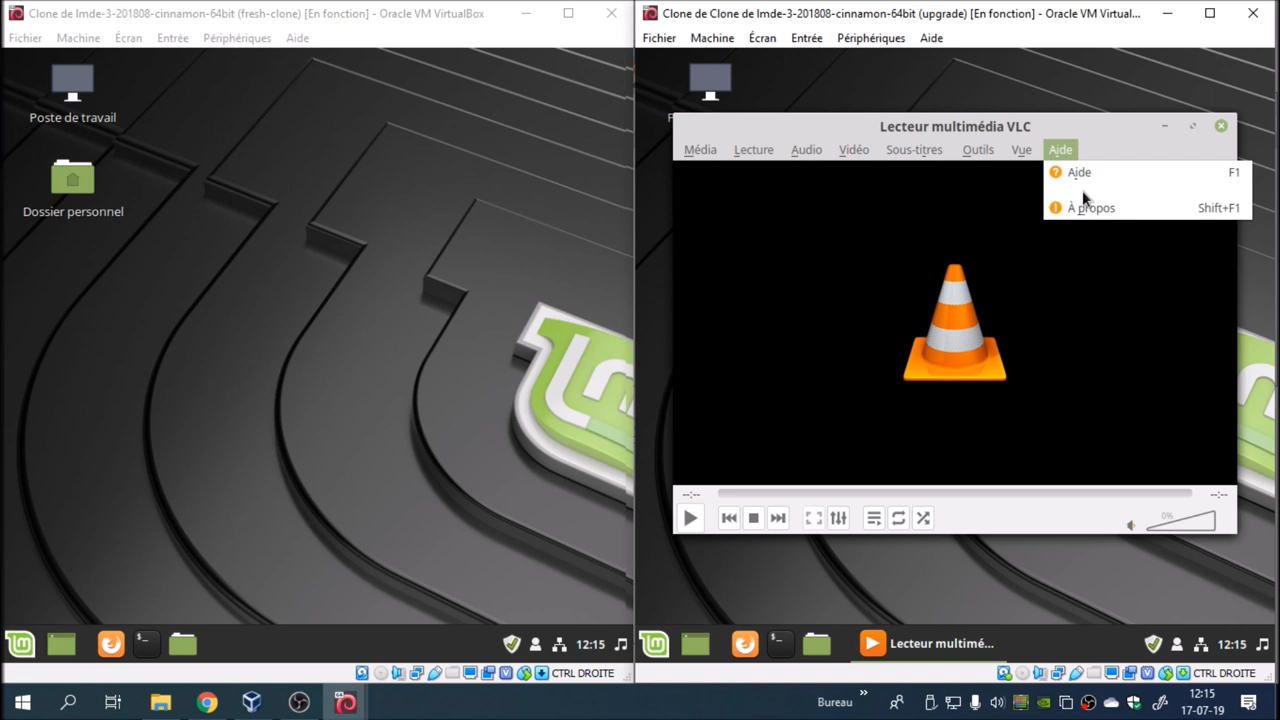 Clone de lmde-3-201808-cinnamon-64bit (fresh-clone) [En fonction] - Oracle VM VirtualBox
Fichier Machine Écran Entrée Périphériques Aide
Poste de travail
Dossier personnel
12:15
CTRL DROITE
Clone de Clone de lmde-3-201808-cinnamon-64bit (upgrade) [En fonction] - Oracle VM Virtual...
Fichier Machine Écran Entrée Périphériques Aide
Lecteur multimédia VLC
Média Lecture Audio Vidéo Sous-titres Outils Vue Aide
Aide F1
À propos Shift+F1
--:-- --:--
0%
Lecteur multimé...
12:15
CTRL DROITE
Bureau
12:15
17-07-19